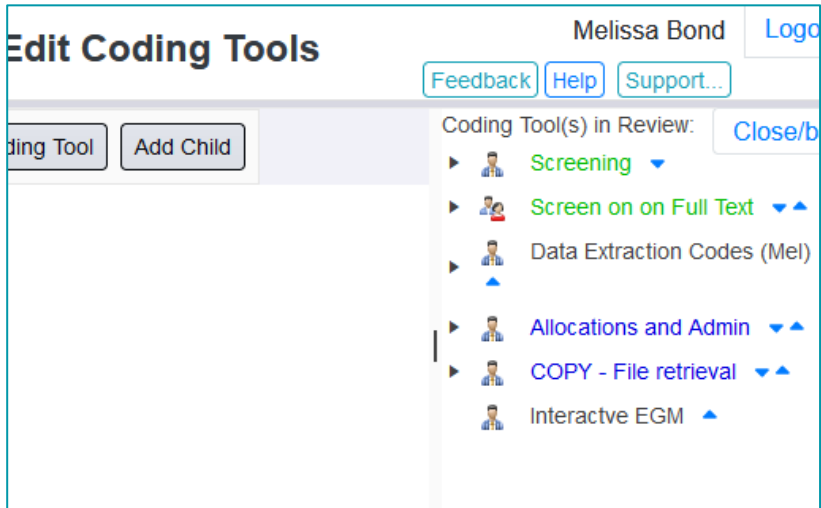 Edit Coding Tools
Melissa Bond
Logo
Feedback
Help
Support...
ding Tool
Add Child
Coding Tool(s) in Review:
Close/b
Screening
Screen on on Full Text
Data Extraction Codes (Mel)
Allocations and Admin
COPY - File retrieval
Interactve EGM